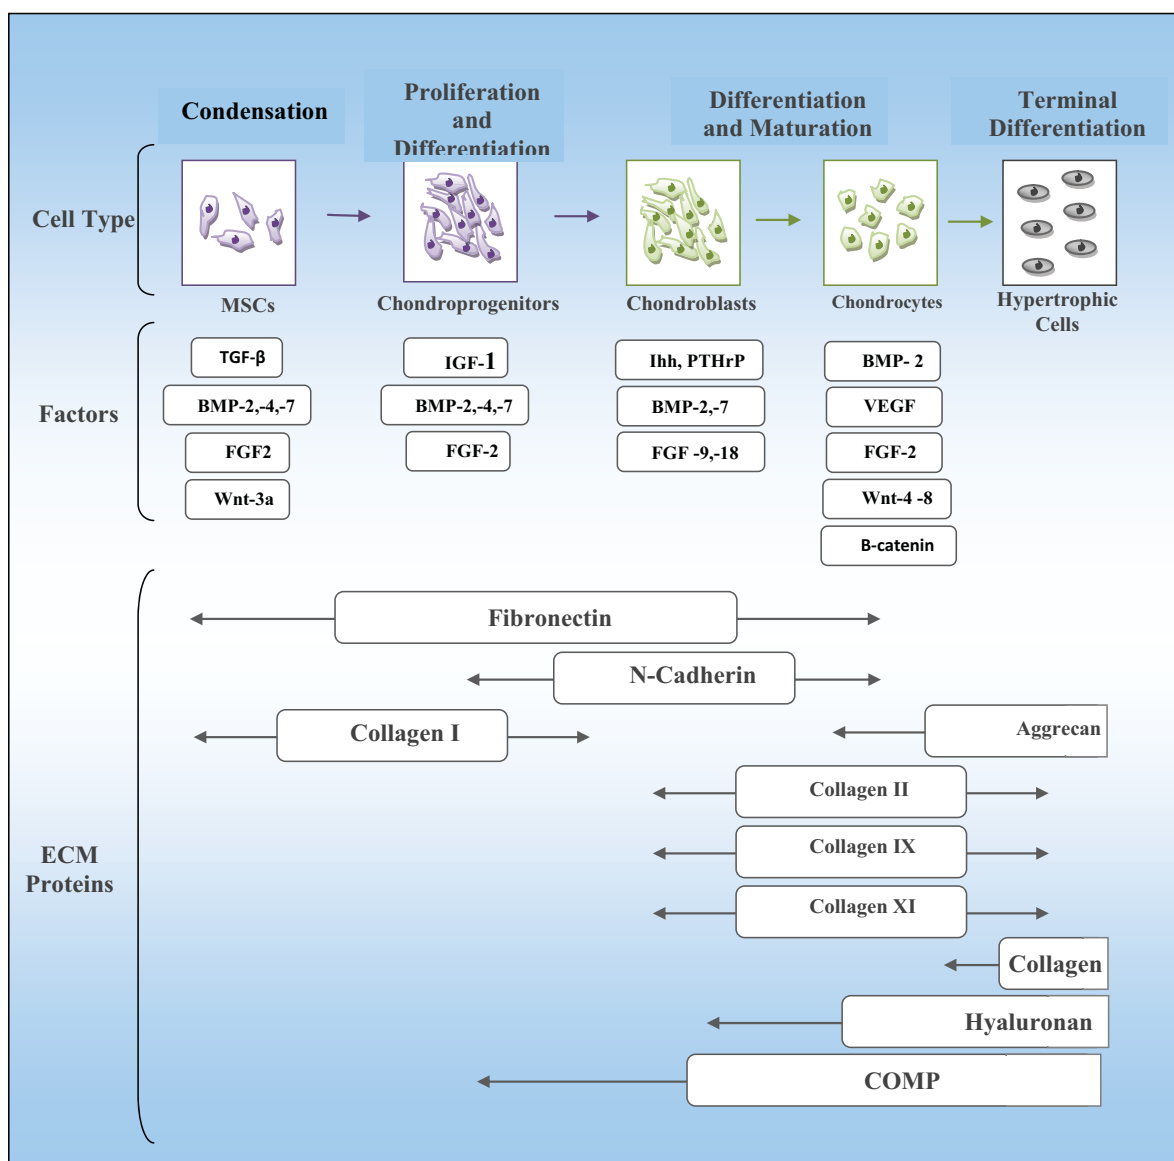 Condensation
Proliferation
and
Differentiation
Differentiation
and Maturation
Terminal
Differentiation
Cell Type
MSCs
Chondroprogenitors
Chondroblasts
Chondrocytes
Hypertrophic
Cells
Factors
TGF-β
BMP-2,-4,-7
FGF2
Wnt-3a
IGF-1
BMP-2,-4,-7
FGF-2
Ihh, PTHrP
BMP-2,-7
FGF -9,-18
BMP- 2
VEGF
FGF-2
Wnt-4 -8
B-catenin
ECM
Proteins
Fibronectin
N-Cadherin
Collagen I
Aggrecan
Collagen II
Collagen IX
Collagen XI
Collagen
Hyaluronan
COMP